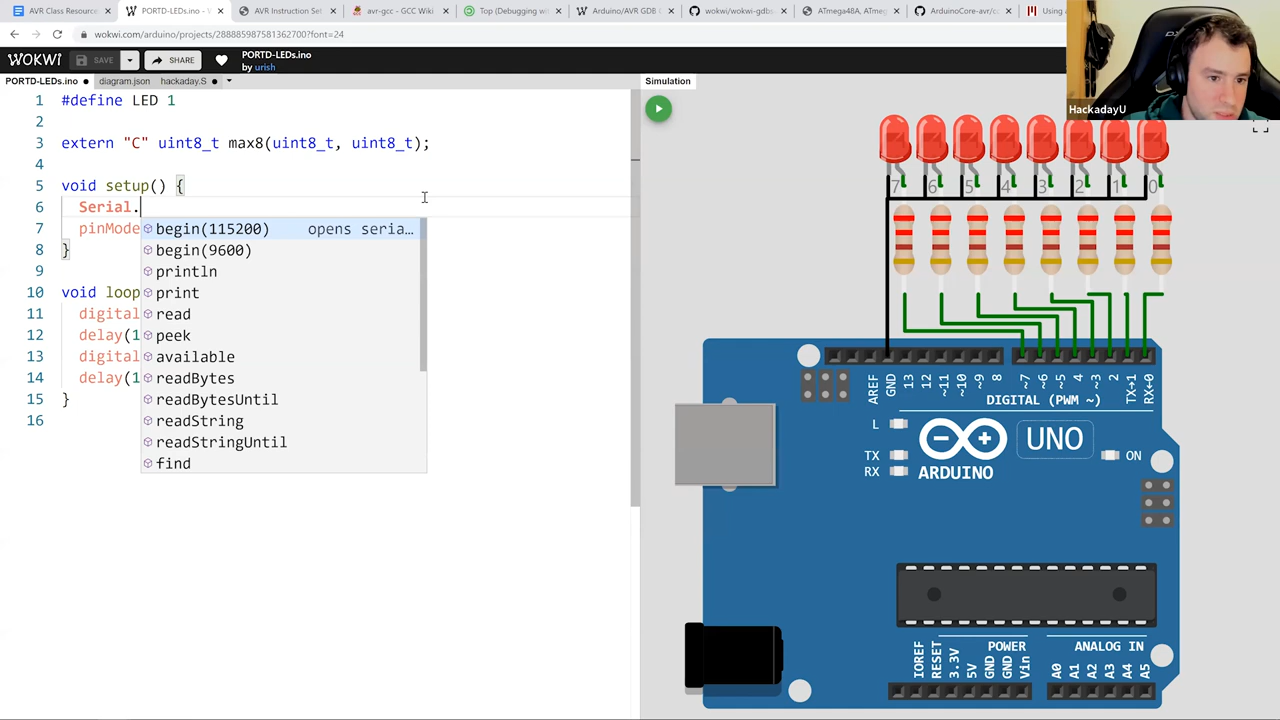 AVR Class Resource
PORTD-LEDs.ino - W
AVR Instruction Set
avr-gcc - GCC Wiki
Top (Debugging wi
Arduino/AVR GDB
wokwi/wokwi-gdbs
ATmega48A, ATmeg
ArduinoCore-avr/c
Using
wokwi.com/arduino/projects/288885987581362702?font=24
WOKWI
SAVE
SHARE
PORTD-LEDs.ino
by urish
PORTD-LEDs.ino
diagram.json
hackaday.S
Simulation
HackadayU
1 #define LED 1
2
3 extern "C" uint8_t max8(uint8_t, uint8_t);
4
5 void setup() {
6 Serial.
7 pinMode
8 }
9
10 void loop
11 digital
12 delay(1
13 digital
14 delay(1
15 }
16
begin(115200) opens seria…
begin(9600)
println
print
read
peek
available
readBytes
readBytesUntil
readString
readStringUntil
find
7 6 5 4 3 2 1 0
AREF GND 13 12 ~11 ~10 ~9 8 ~7 ~6 ~5 4 ~3 2 TX→1 RX←0
DIGITAL (PWM ~)
L
TX
RX
UNO
ON
ARDUINO
IOREF RESET 3.3V 5V GND GND Vin A0 A1 A2 A3 A4 A5
POWER
ANALOG IN